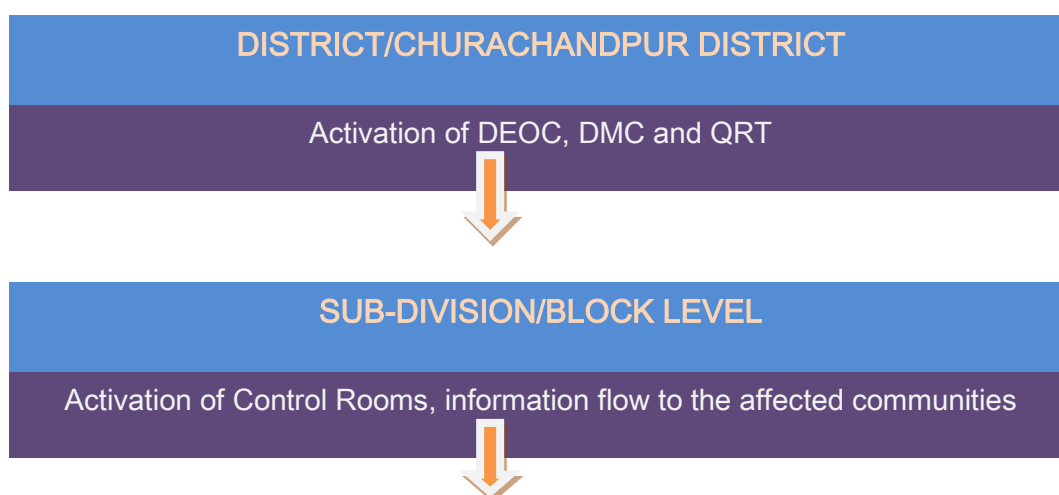 DISTRICT/CHURACHANDPUR DISTRICT
Activation of DEOC, DMC and QRT
SUB-DIVISION/BLOCK LEVEL
Activation of Control Rooms, information flow to the affected communities